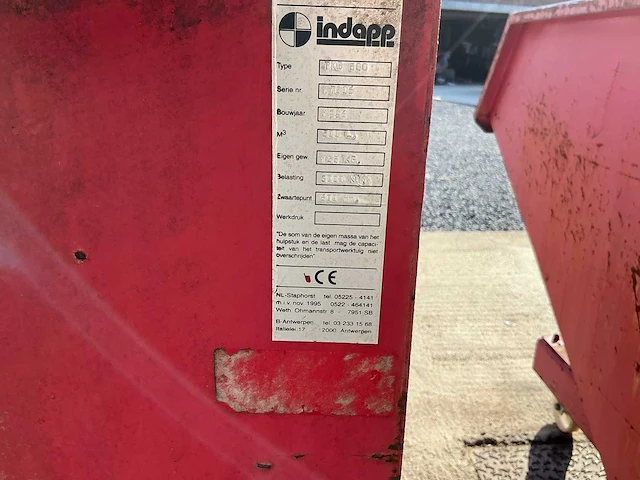 indapp
Type
Serie nr.
Bouwjaar
M³
Eigen gew.
Belasting
Zwaartepunt
Werkdruk
"De som van de eigen massa van het
hulpstuk en de last mag de capaci-
teit van het transportwerktuig niet
overschrijden"
CE
NL-Staphorst tel. 05225 - 4141
m.i.v. nov. 1995 0522 - 464141
Weth. Ohmannstr. 8 - 7951 SB
B-Antwerpen tel. 03 233 15 68
Italielei 17 2000 Antwerpen